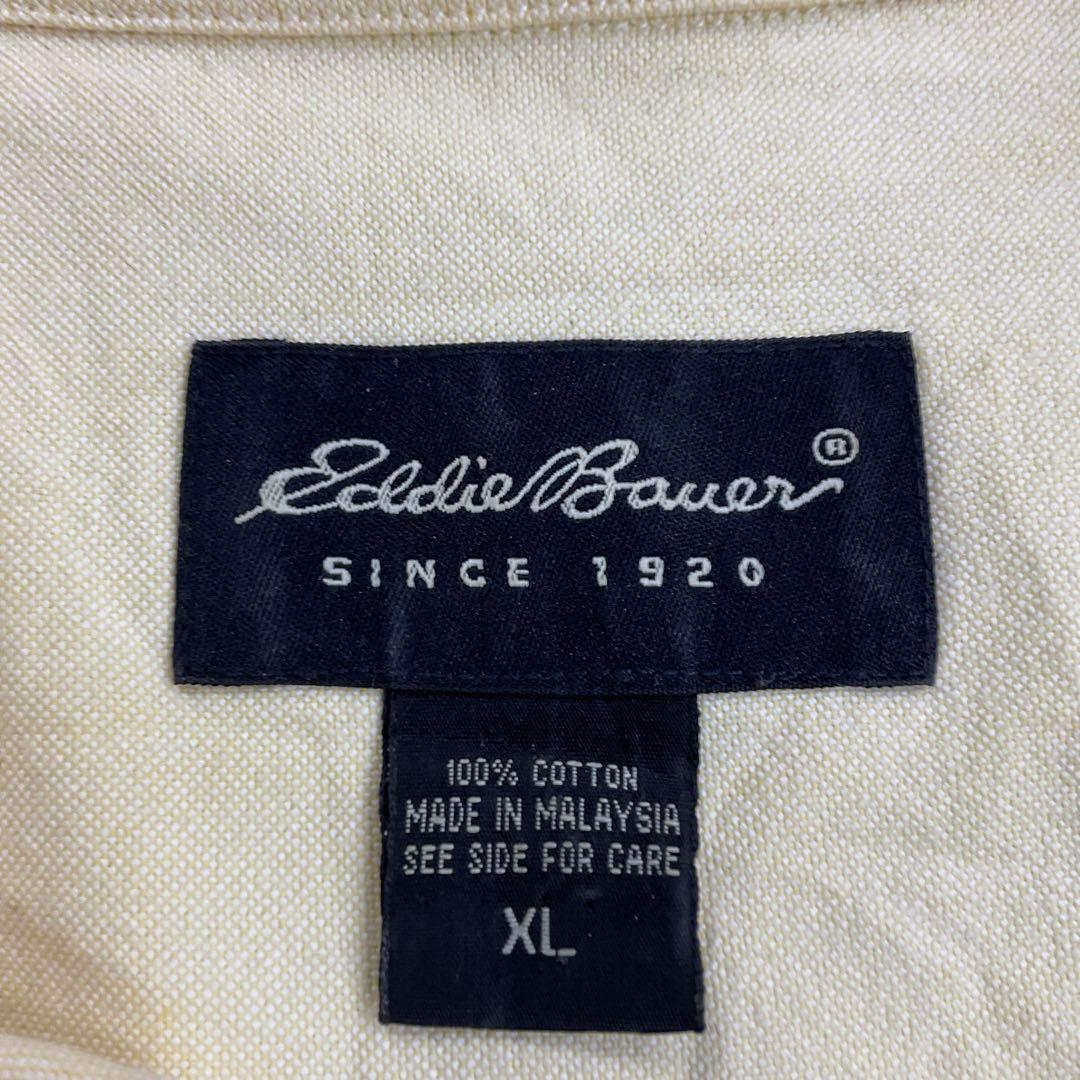 Eddie Bauer®
SINCE 1920
100% COTTON
MADE IN MALAYSIA
SEE SIDE FOR CARE
XL